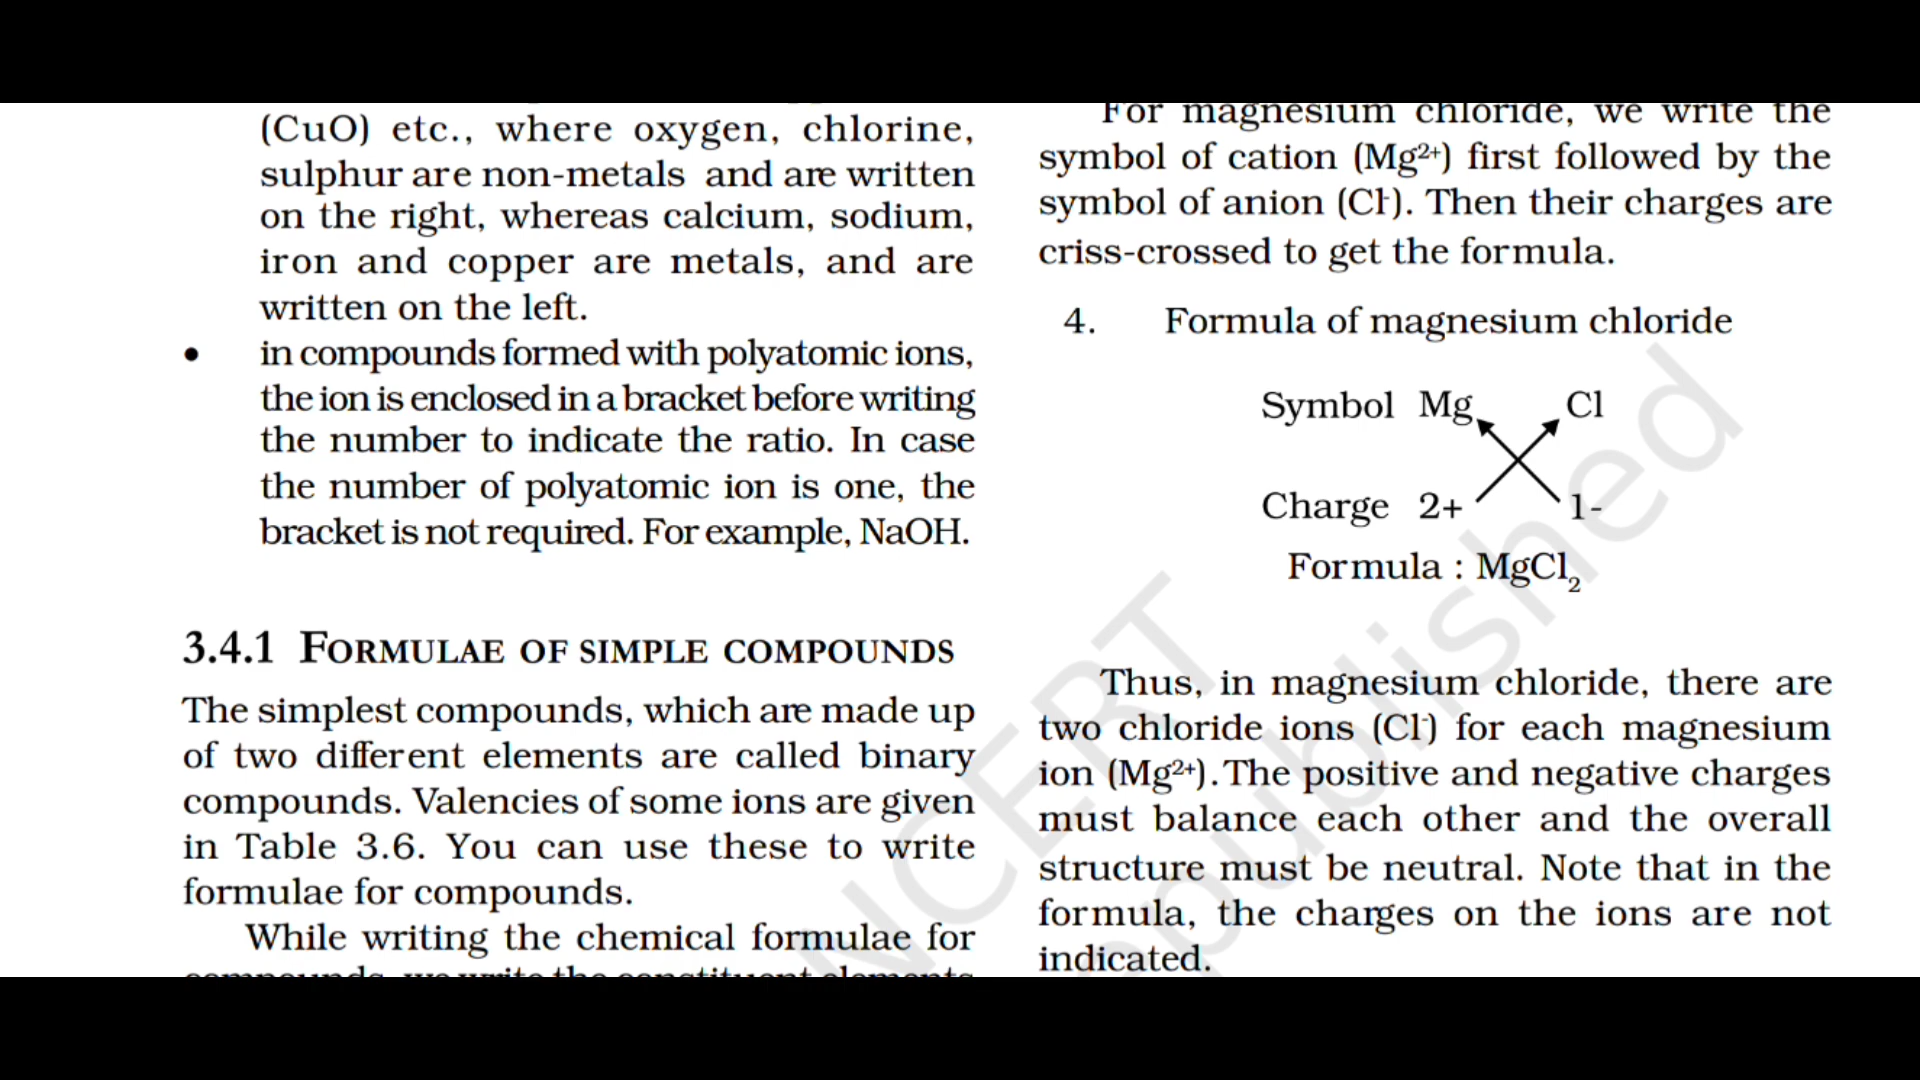 (CuO) etc., where oxygen, chlorine,
sulphur are non-metals and are written
on the right, whereas calcium, sodium,
iron and copper are metals, and are
written on the left.
• in compounds formed with polyatomic ions,
the ion is enclosed in a bracket before writing
the number to indicate the ratio. In case
the number of polyatomic ion is one, the
bracket is not required. For example, NaOH.
3.4.1 FORMULAE OF SIMPLE COMPOUNDS
The simplest compounds, which are made up
of two different elements are called binary
compounds. Valencies of some ions are given
in Table 3.6. You can use these to write
formulae for compounds.
While writing the chemical formulae for
compounds, we write the constituent elements
For magnesium chloride, we write the
symbol of cation (Mg²⁺) first followed by the
symbol of anion (Cl⁻). Then their charges are
criss-crossed to get the formula.
4. Formula of magnesium chloride
Symbol Mg Cl
Charge 2+ 1-
Formula : MgCl₂
Thus, in magnesium chloride, there are
two chloride ions (Cl⁻) for each magnesium
ion (Mg²⁺). The positive and negative charges
must balance each other and the overall
structure must be neutral. Note that in the
formula, the charges on the ions are not
indicated.
NCERT
published